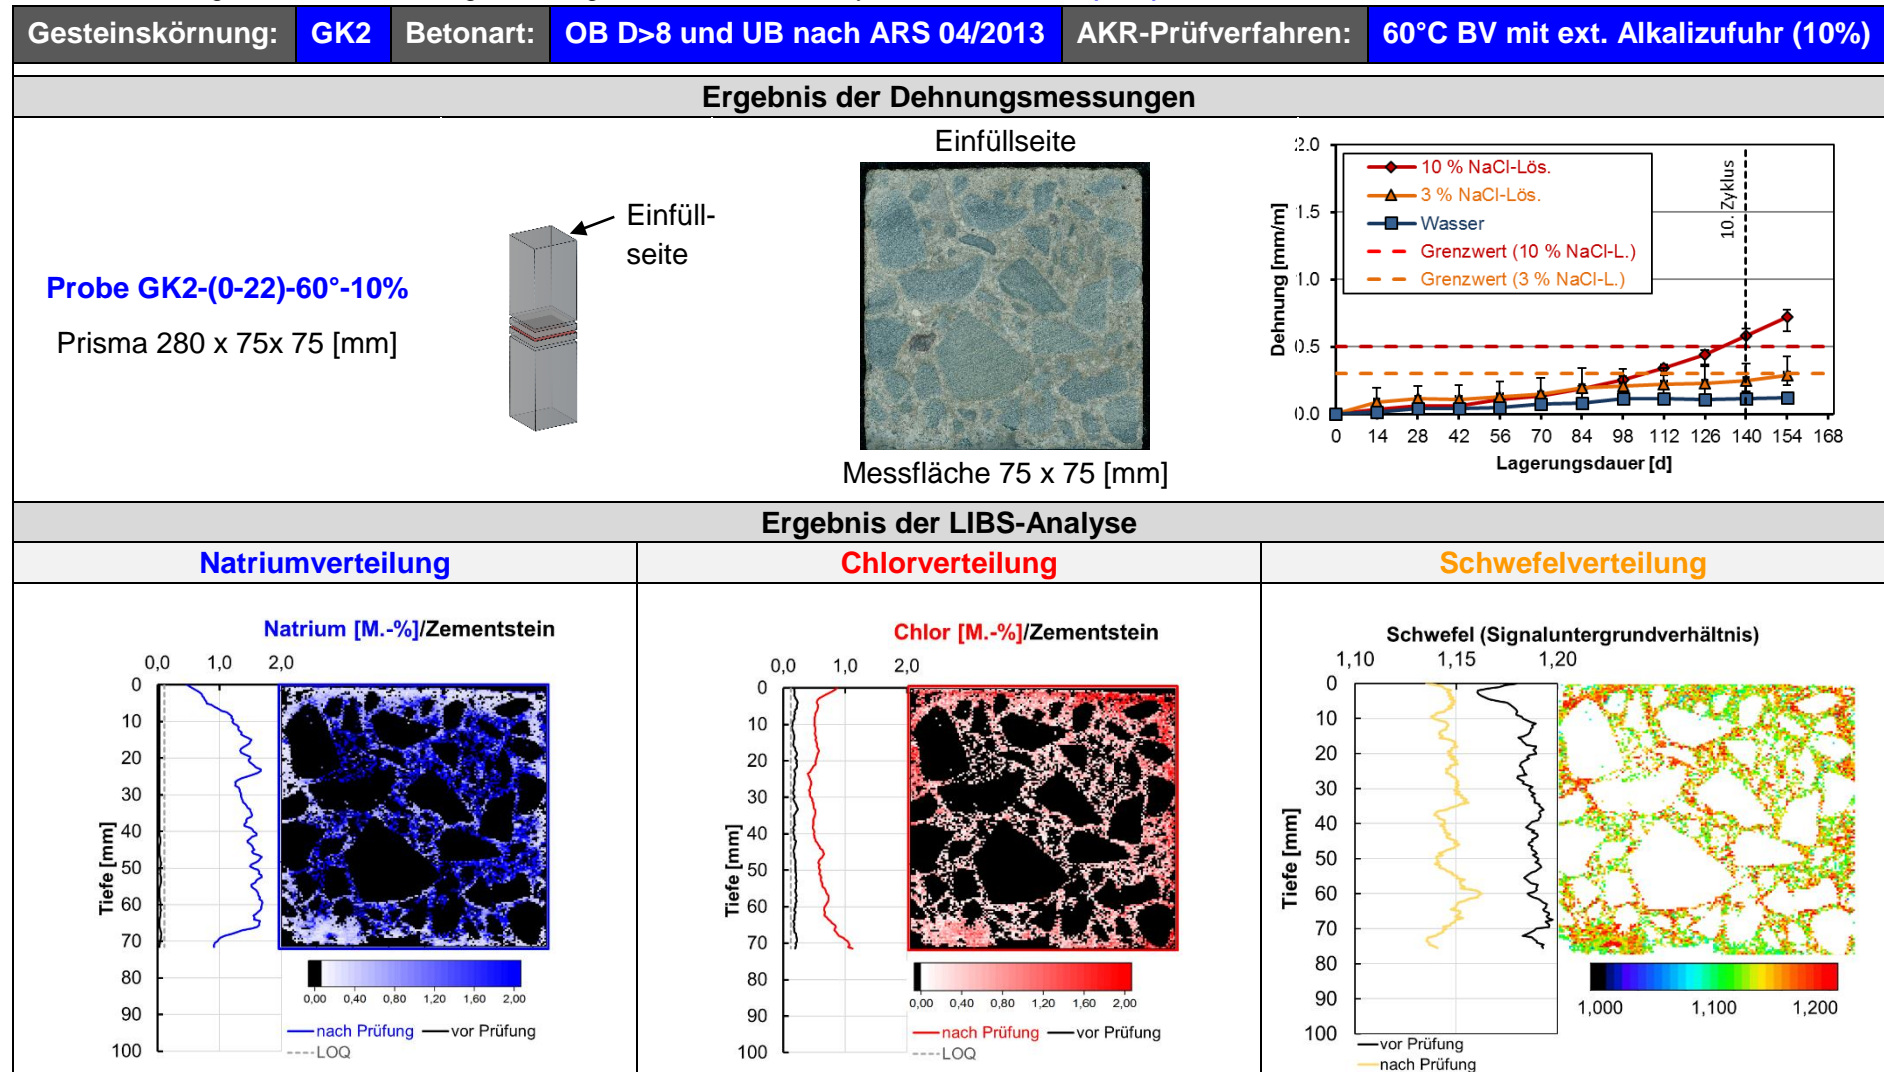 Gesteinskörnung: GK2 Betonart: OB D>8 und UB nach ARS 04/2013 AKR-Prüfverfahren: 60°C BV mit ext. Alkalizufuhr (10%)
Ergebnis der Dehnungsmessungen
Probe GK2-(0-22)-60°-10%
Prisma 280 x 75x 75 [mm]
Einfüll-
seite
Einfüllseite
Messfläche 75 x 75 [mm]
Dehnung [mm/m]
2.0
1.5
1.0
0.5
0.0
10 % NaCl-Lös.
3 % NaCl-Lös.
Wasser
Grenzwert (10 % NaCl-L.)
Grenzwert (3 % NaCl-L.)
10. Zyklus
0 14 28 42 56 70 84 98 112 126 140 154 168
Lagerungsdauer [d]
Ergebnis der LIBS-Analyse
Natriumverteilung
Natrium [M.-%]/Zementstein
0,0 1,0 2,0
Tiefe [mm]
0
10
20
30
40
50
60
70
80
90
100
0,00 0,40 0,80 1,20 1,60 2,00
nach Prüfung vor Prüfung
LOQ
Chlorverteilung
Chlor [M.-%]/Zementstein
0,0 1,0 2,0
Tiefe [mm]
0
10
20
30
40
50
60
70
80
90
100
0,00 0,40 0,80 1,20 1,60 2,00
nach Prüfung vor Prüfung
LOQ
Schwefelverteilung
Schwefel (Signaluntergrundverhältnis)
1,10 1,15 1,20
Tiefe [mm]
0
10
20
30
40
50
60
70
80
90
100
1,000 1,100 1,200
vor Prüfung
nach Prüfung